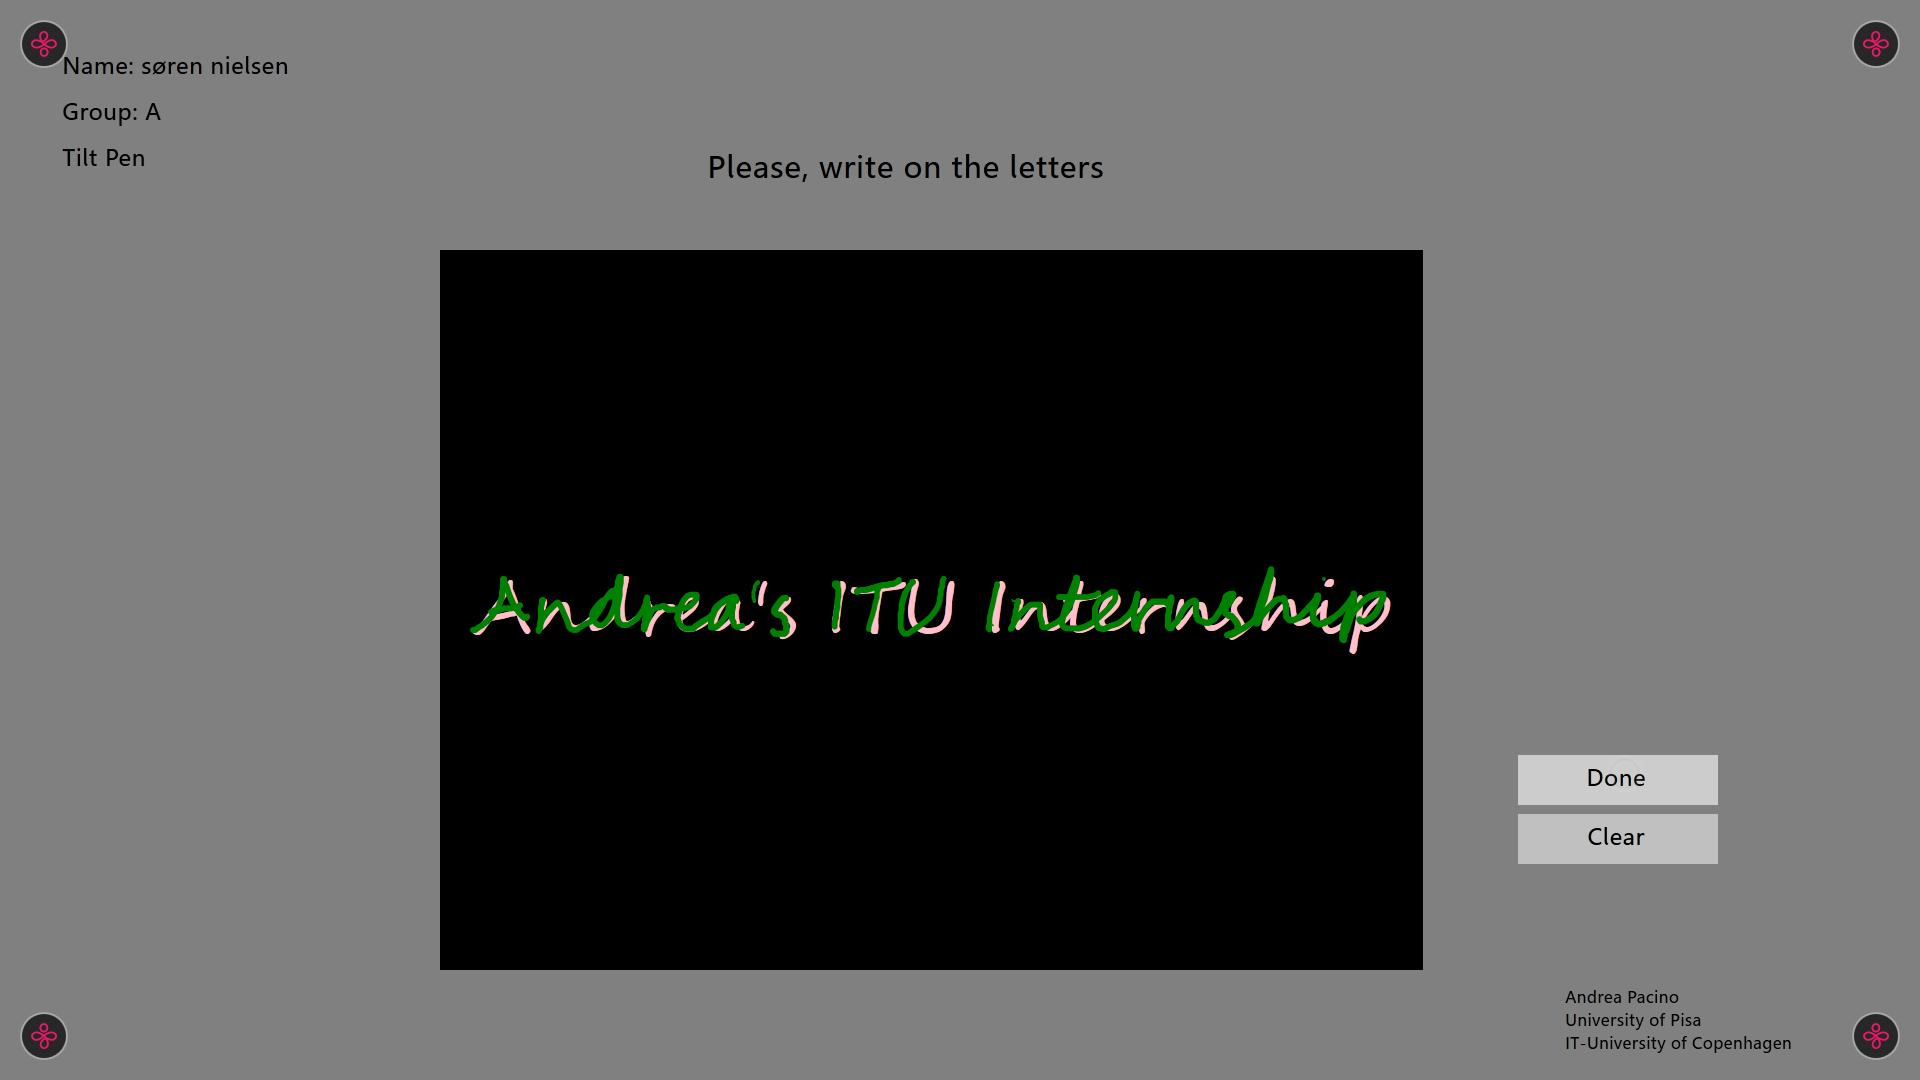 Name: søren nielsen
Group: A
Tilt Pen
Please, write on the letters
Andrea's ITU Internship
Done
Clear
Andrea Pacino
University of Pisa
IT-University of Copenhagen